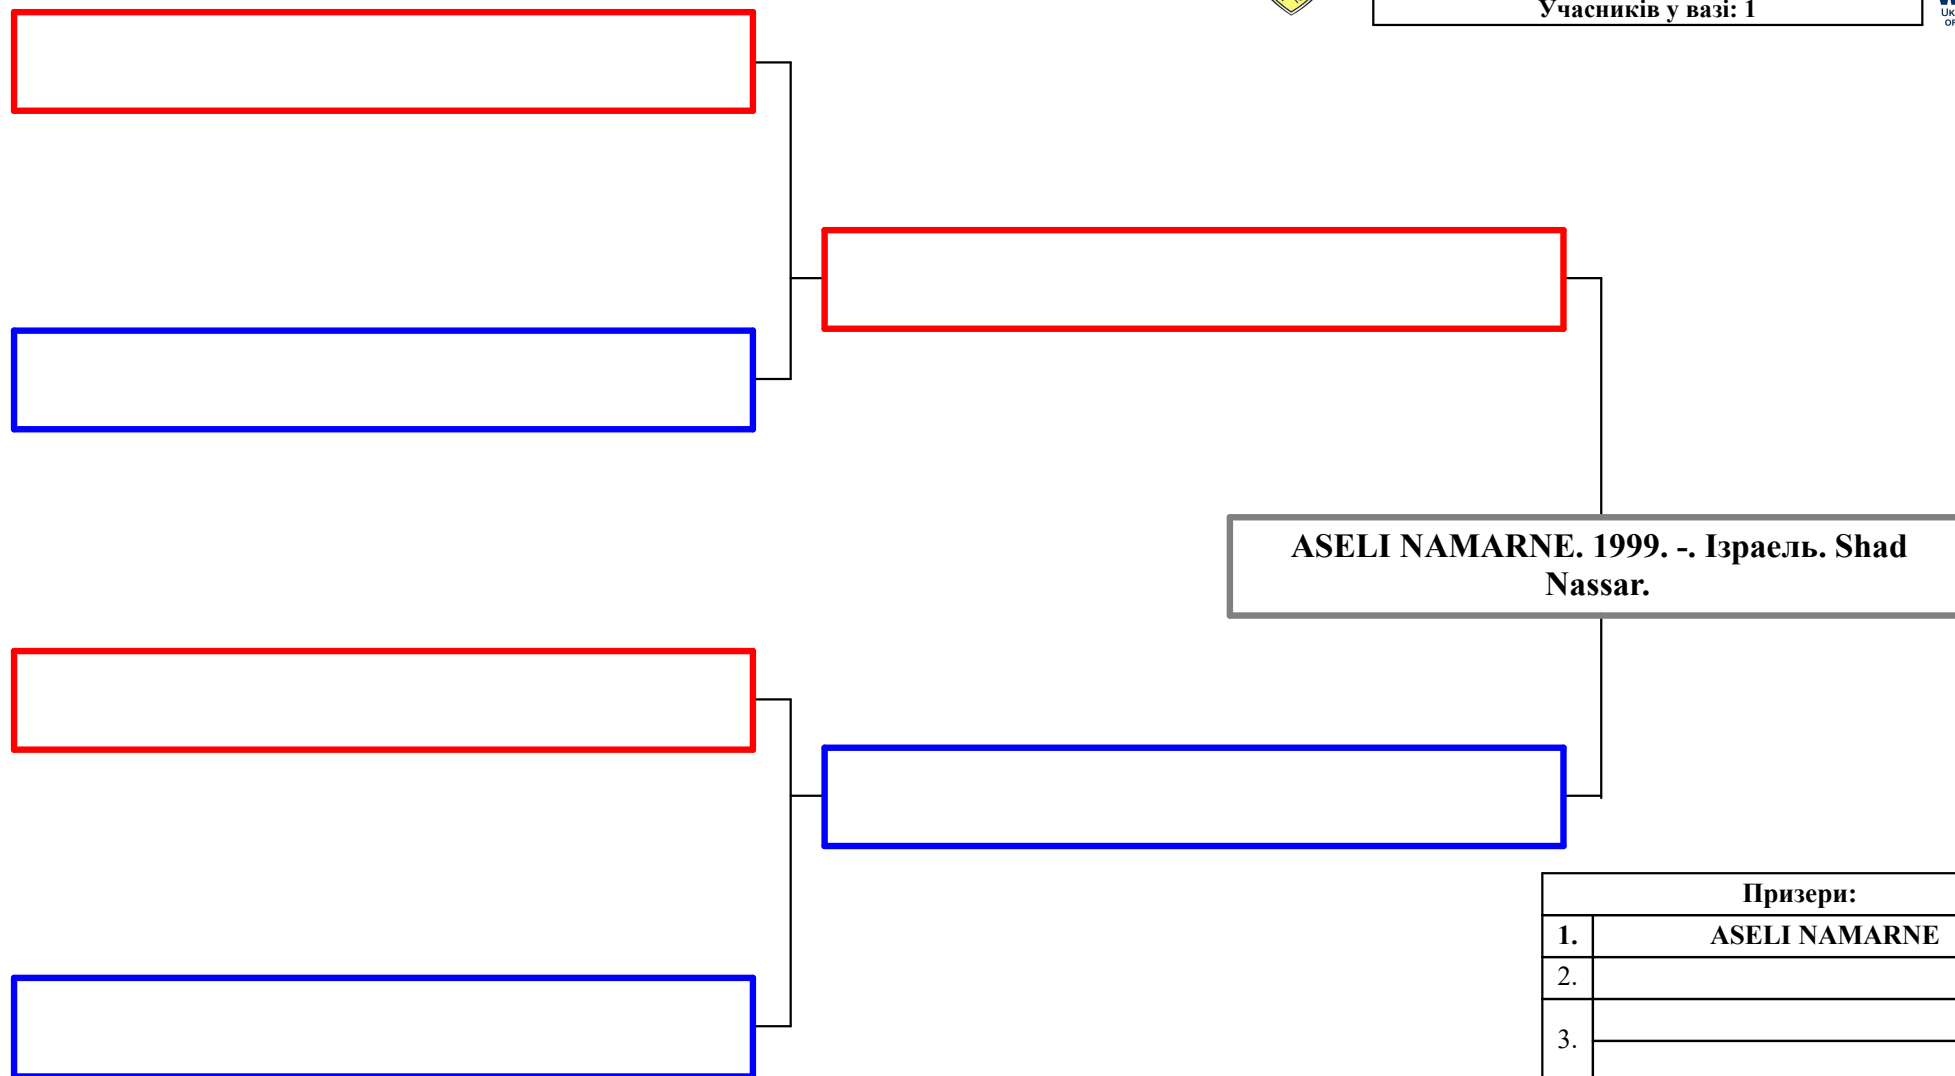 Учасників у вазі: 1
ASELI NAMARNE. 1999. -. Ізраель. Shad
Nassar.
Призери:
1. ASELI NAMARNE
2.
3.